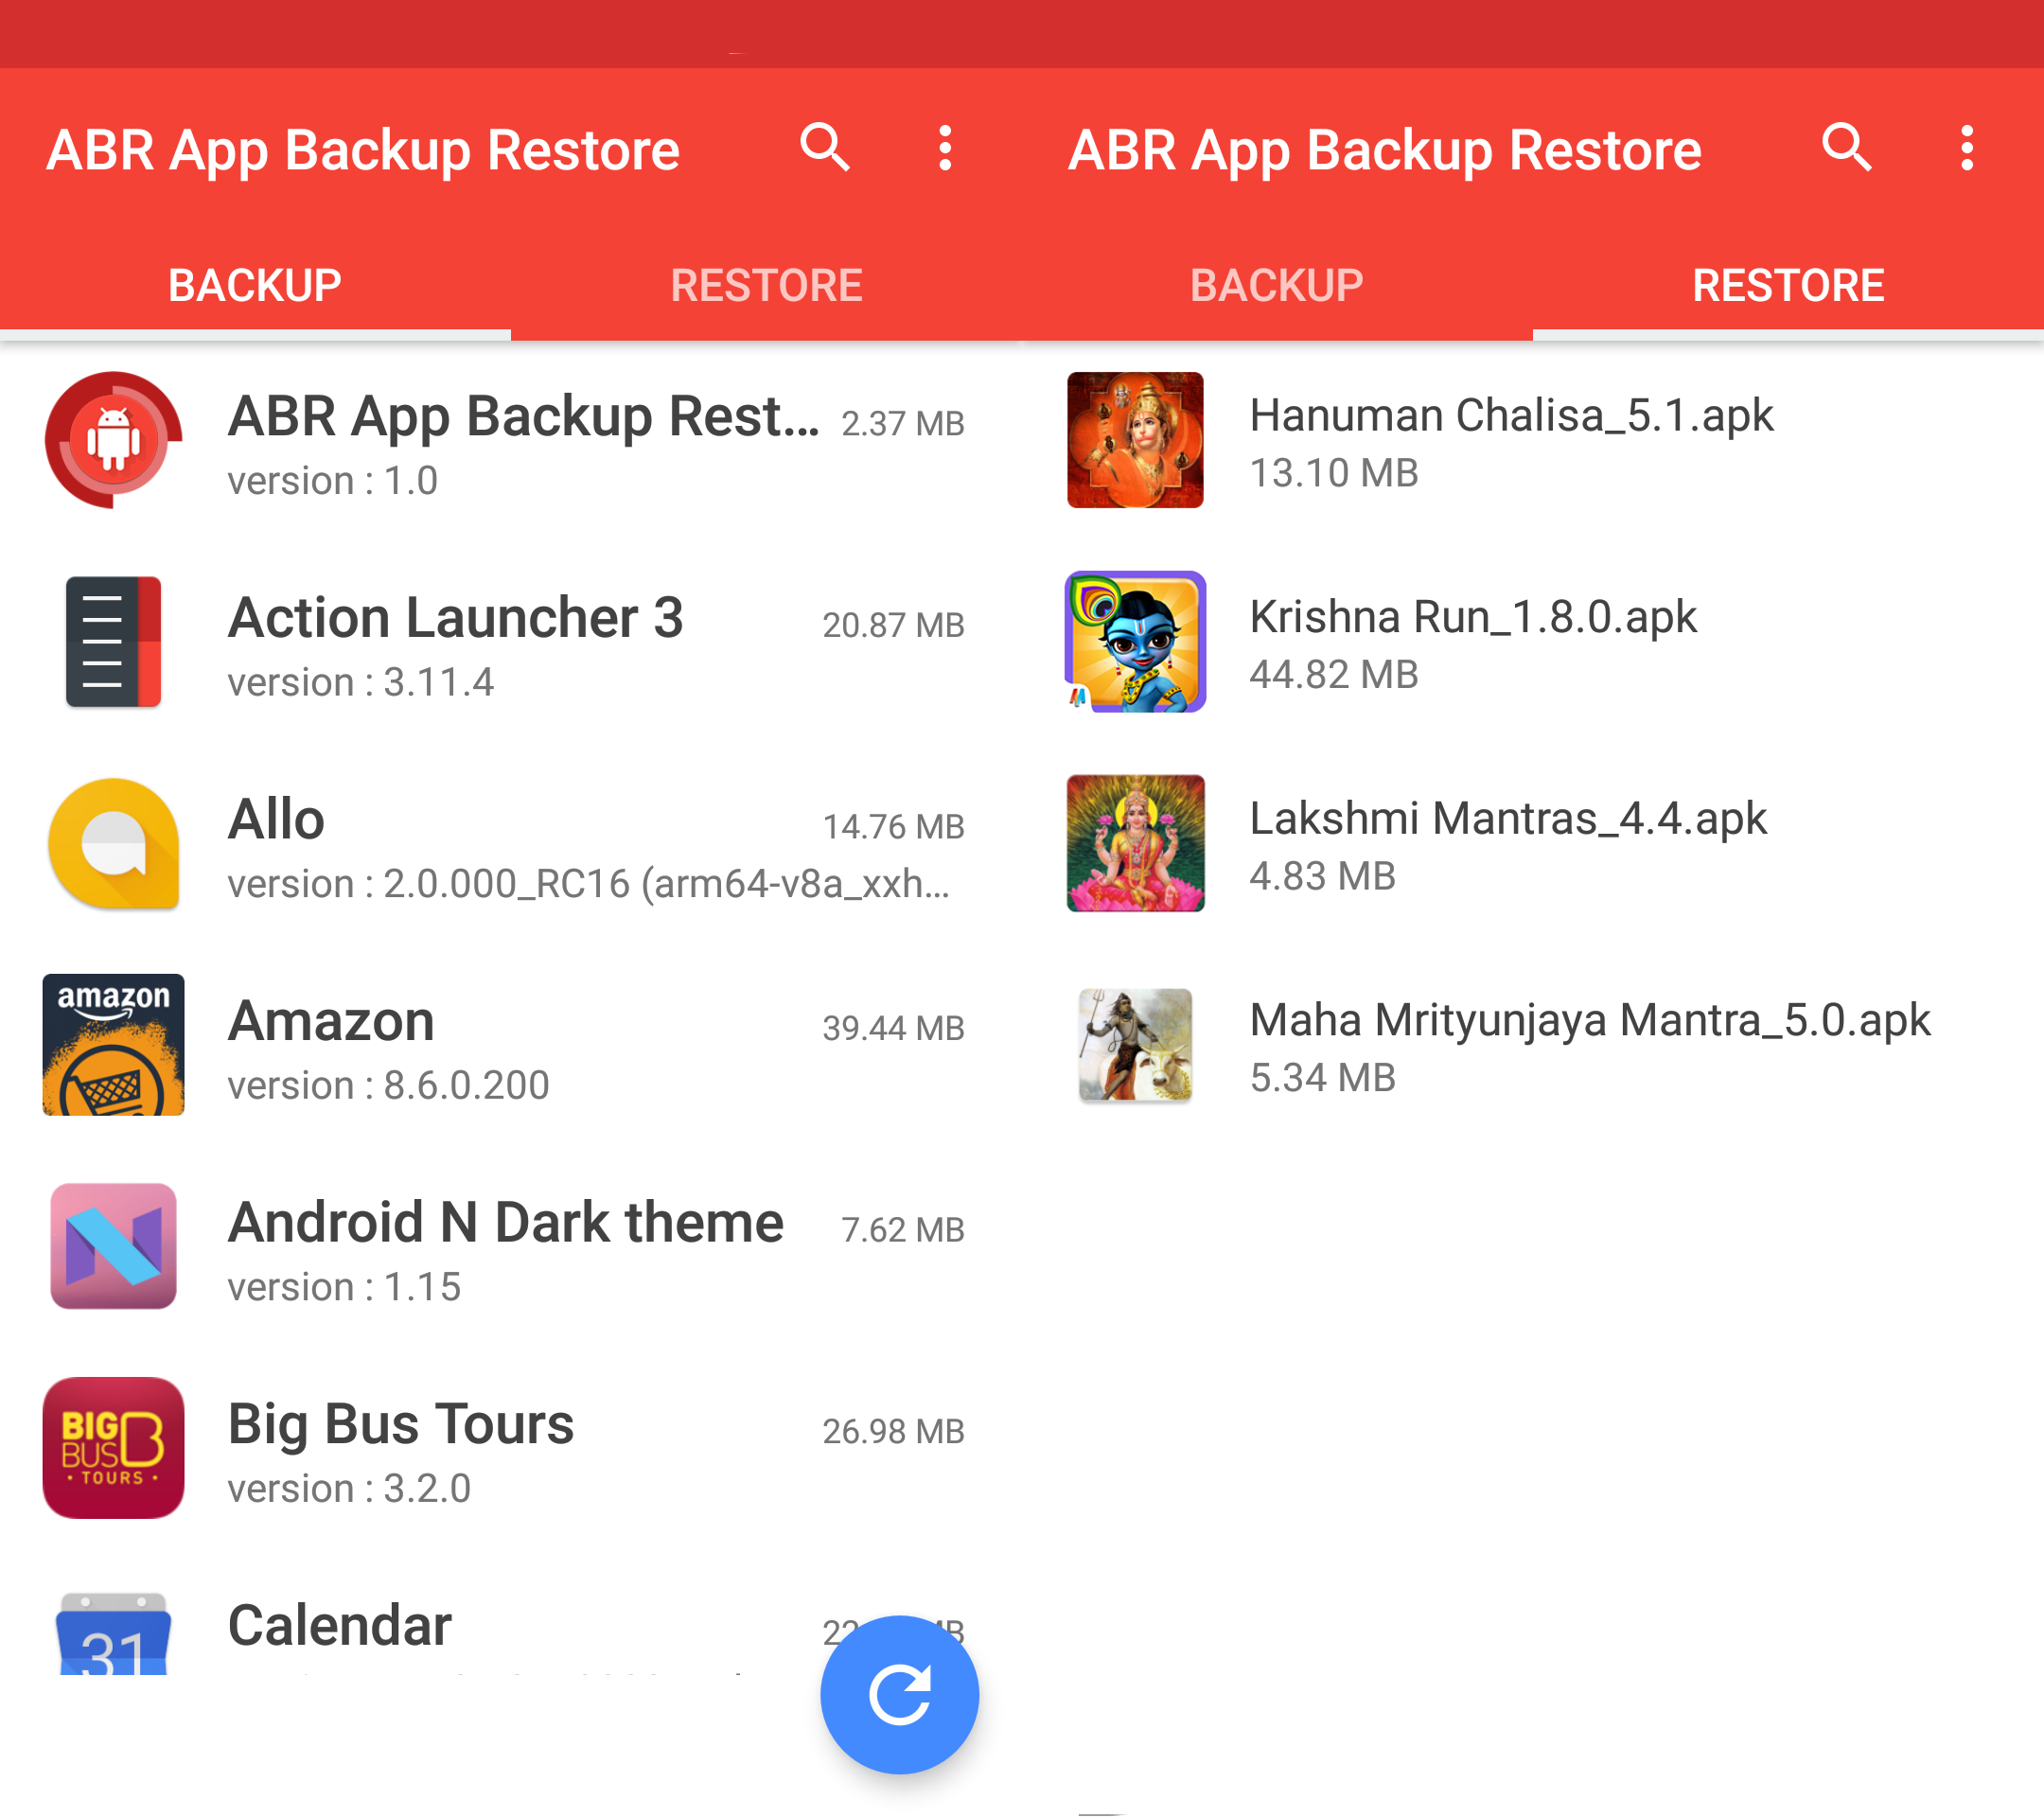 ABR App Backup Restore
BACKUP
RESTORE
ABR App Backup Rest...
2.37 MB
version : 1.0
Action Launcher 3
20.87 MB
version : 3.11.4
Allo
14.76 MB
version : 2.0.000_RC16 (arm64-v8a_xxh...
amazon
Amazon
39.44 MB
version : 8.6.0.200
Android N Dark theme
7.62 MB
version : 1.15
BIG
BUS
TOURS
Big Bus Tours
26.98 MB
version : 3.2.0
31
Calendar
ABR App Backup Restore
BACKUP
RESTORE
Hanuman Chalisa_5.1.apk
13.10 MB
Krishna Run_1.8.0.apk
44.82 MB
Lakshmi Mantras_4.4.apk
4.83 MB
Maha Mrityunjaya Mantra_5.0.apk
5.34 MB